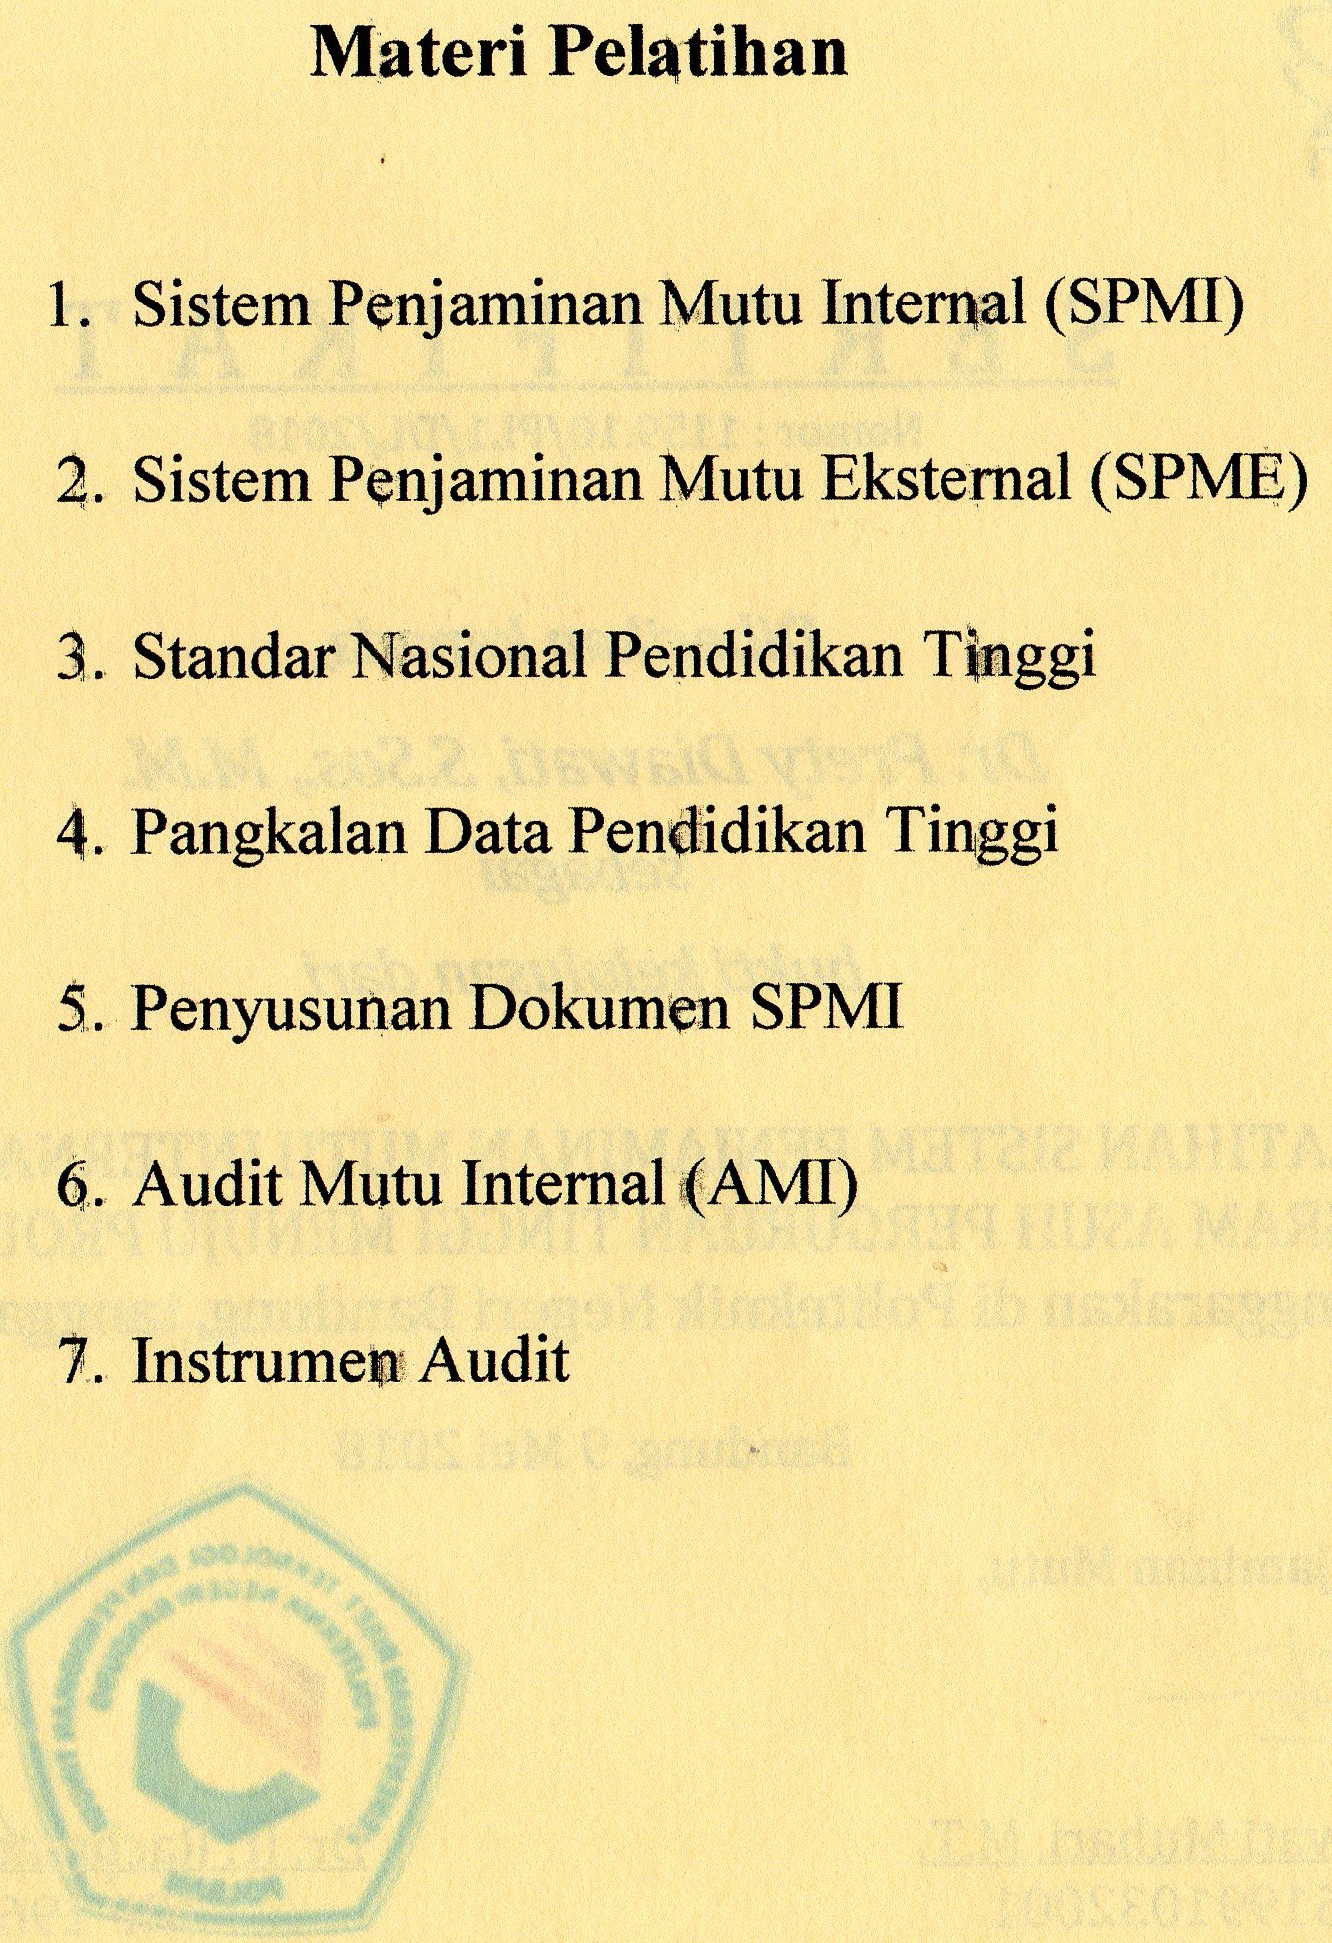 Materi Pelatihan
1. Sistem Penjaminan Mutu Internal (SPMI)
2. Sistem Penjaminan Mutu Eksternal (SPME)
3. Standar Nasional Pendidikan Tinggi
4. Pangkalan Data Pendidikan Tinggi
5. Penyusunan Dokumen SPMI
6. Audit Mutu Internal (AMI)
7. Instrumen Audit